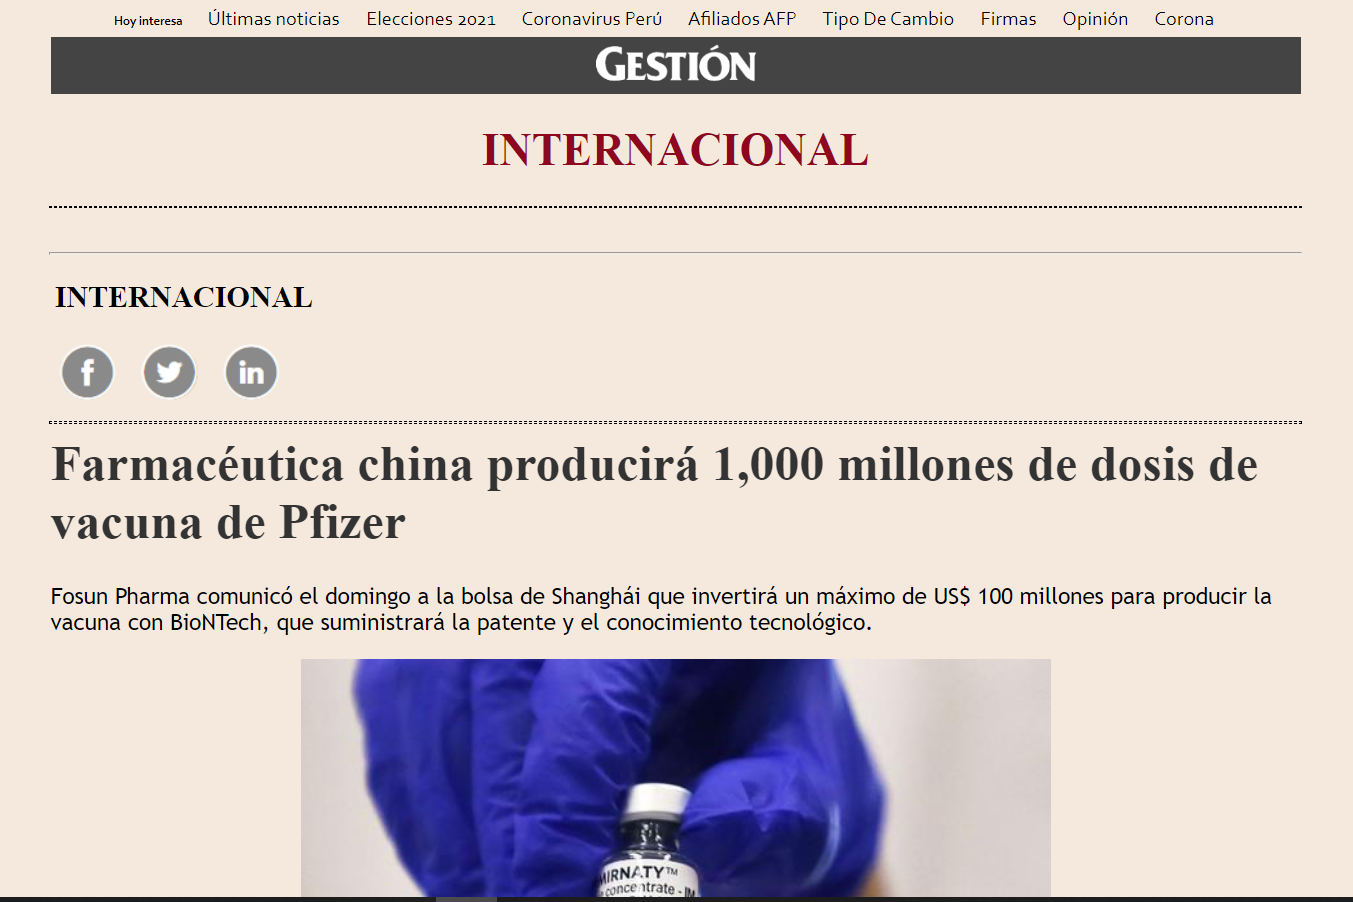 Hoy interesa Últimas noticias Elecciones 2021 Coronavirus Perú Afiliados AFP Tipo De Cambio Firmas Opinión Corona
GESTIÓN
INTERNACIONAL
INTERNACIONAL
f in
Farmacéutica china producirá 1,000 millones de dosis de
vacuna de Pfizer
Fosun Pharma comunicó el domingo a la bolsa de Shanghái que invertirá un máximo de US$ 100 millones para producir la
vacuna con BioNTech, que suministrará la patente y el conocimiento tecnológico.
MIRNATY™
concentrate - IM